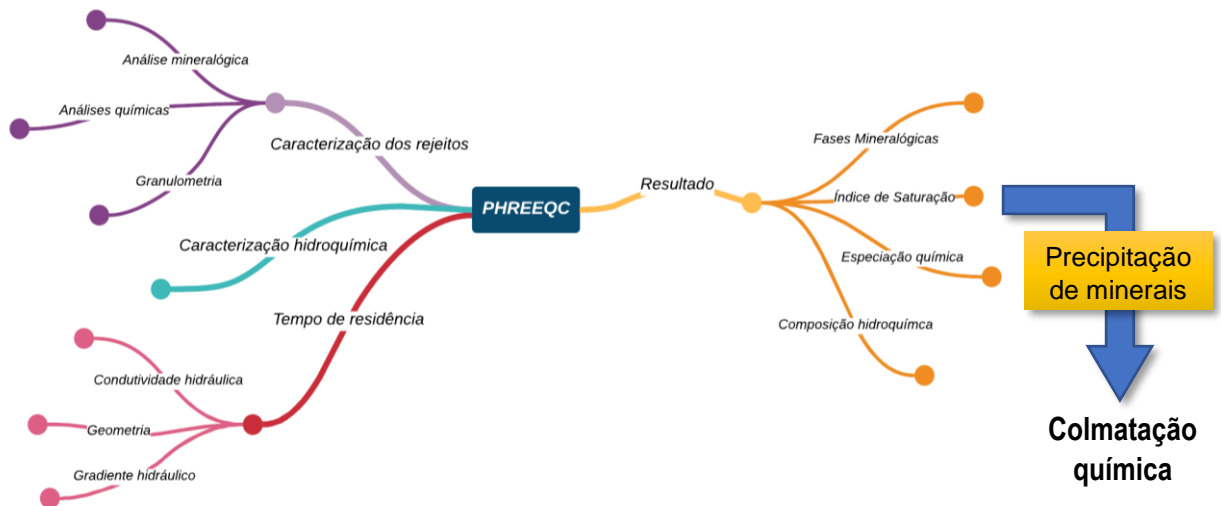 Análise mineralógica
Análises químicas
Granulometria
Caracterização dos rejeitos
Caracterização hidroquímica
Tempo de residência
Condutividade hidráulica
Geometria
Gradiente hidráulico
PHREEQC
Resultado
Fases Mineralógicas
Índice de Saturação
Especiação química
Composição hidroquímca
Precipitação
de minerais
Colmatação
química